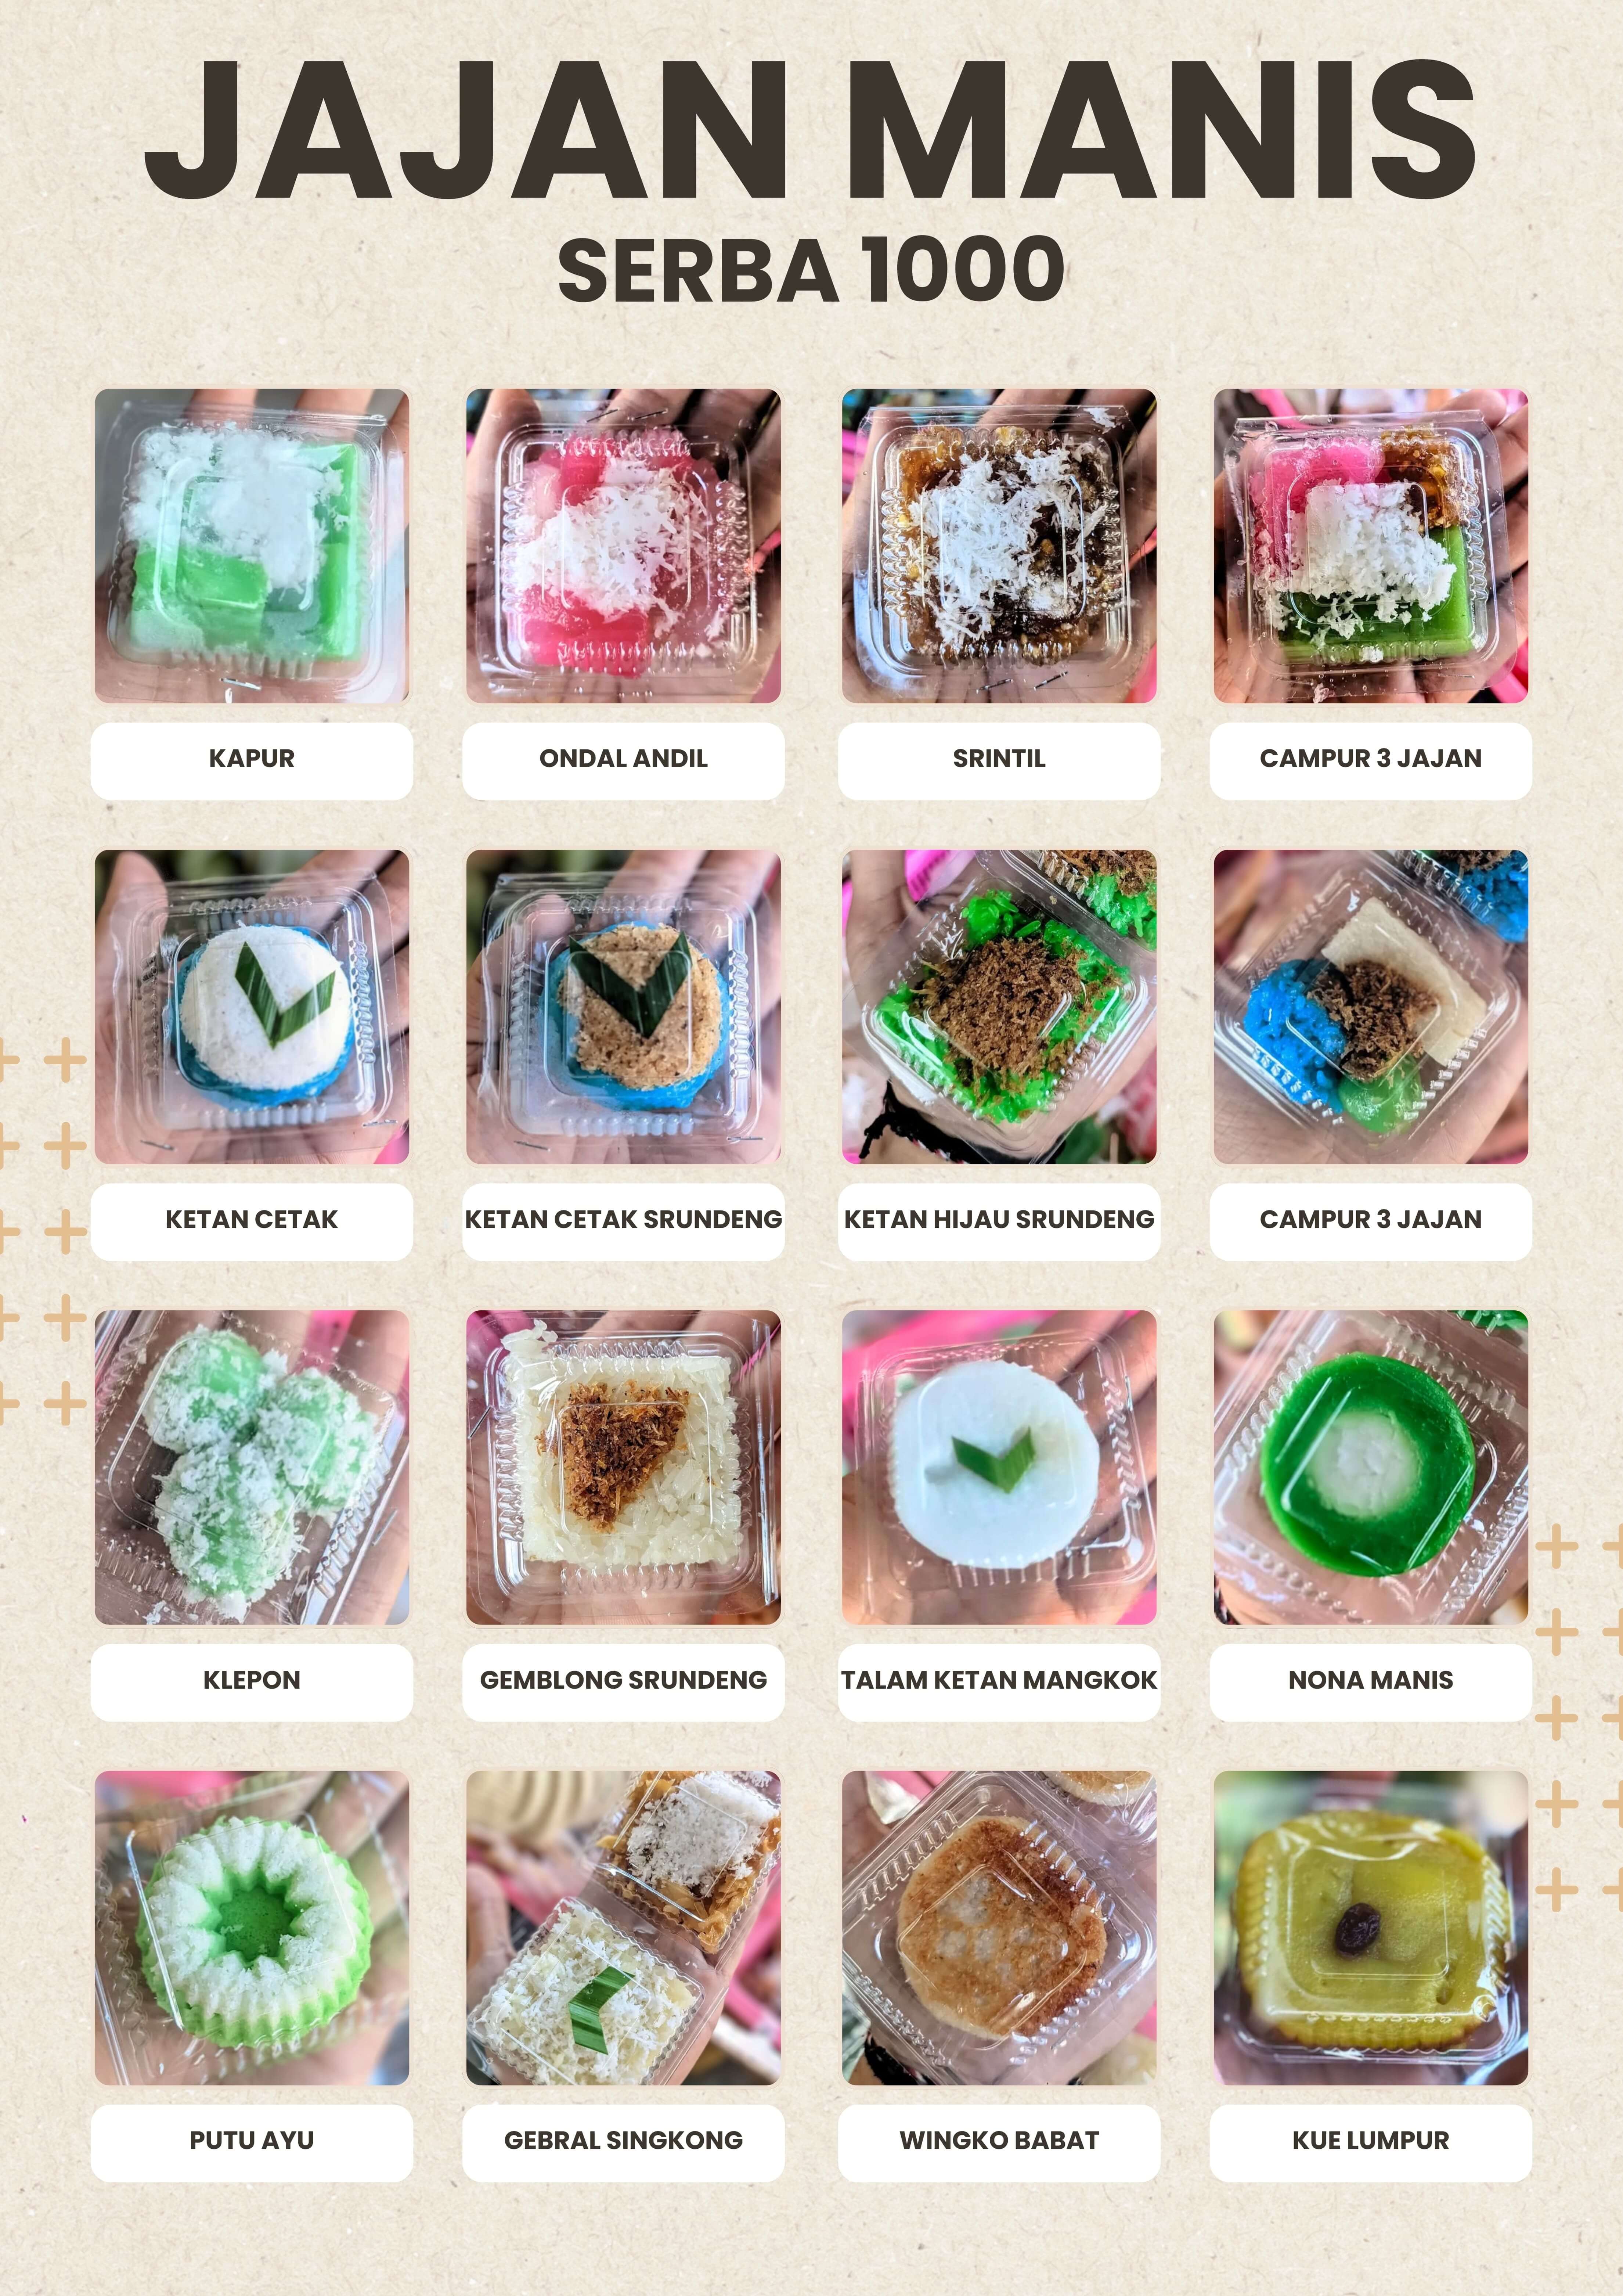 JAJAN MANIS
SERBA 1000
KAPUR
ONDAL ANDIL
SRINTIL
CAMPUR 3 JAJAN
KETAN CETAK
KETAN CETAK SRUNDENG
KETAN HIJAU SRUNDENG
CAMPUR 3 JAJAN
KLEPON
GEMBLONG SRUNDENG
TALAM KETAN MANGKOK
NONA MANIS
PUTU AYU
GEBRAL SINGKONG
WINGKO BABAT
KUE LUMPUR